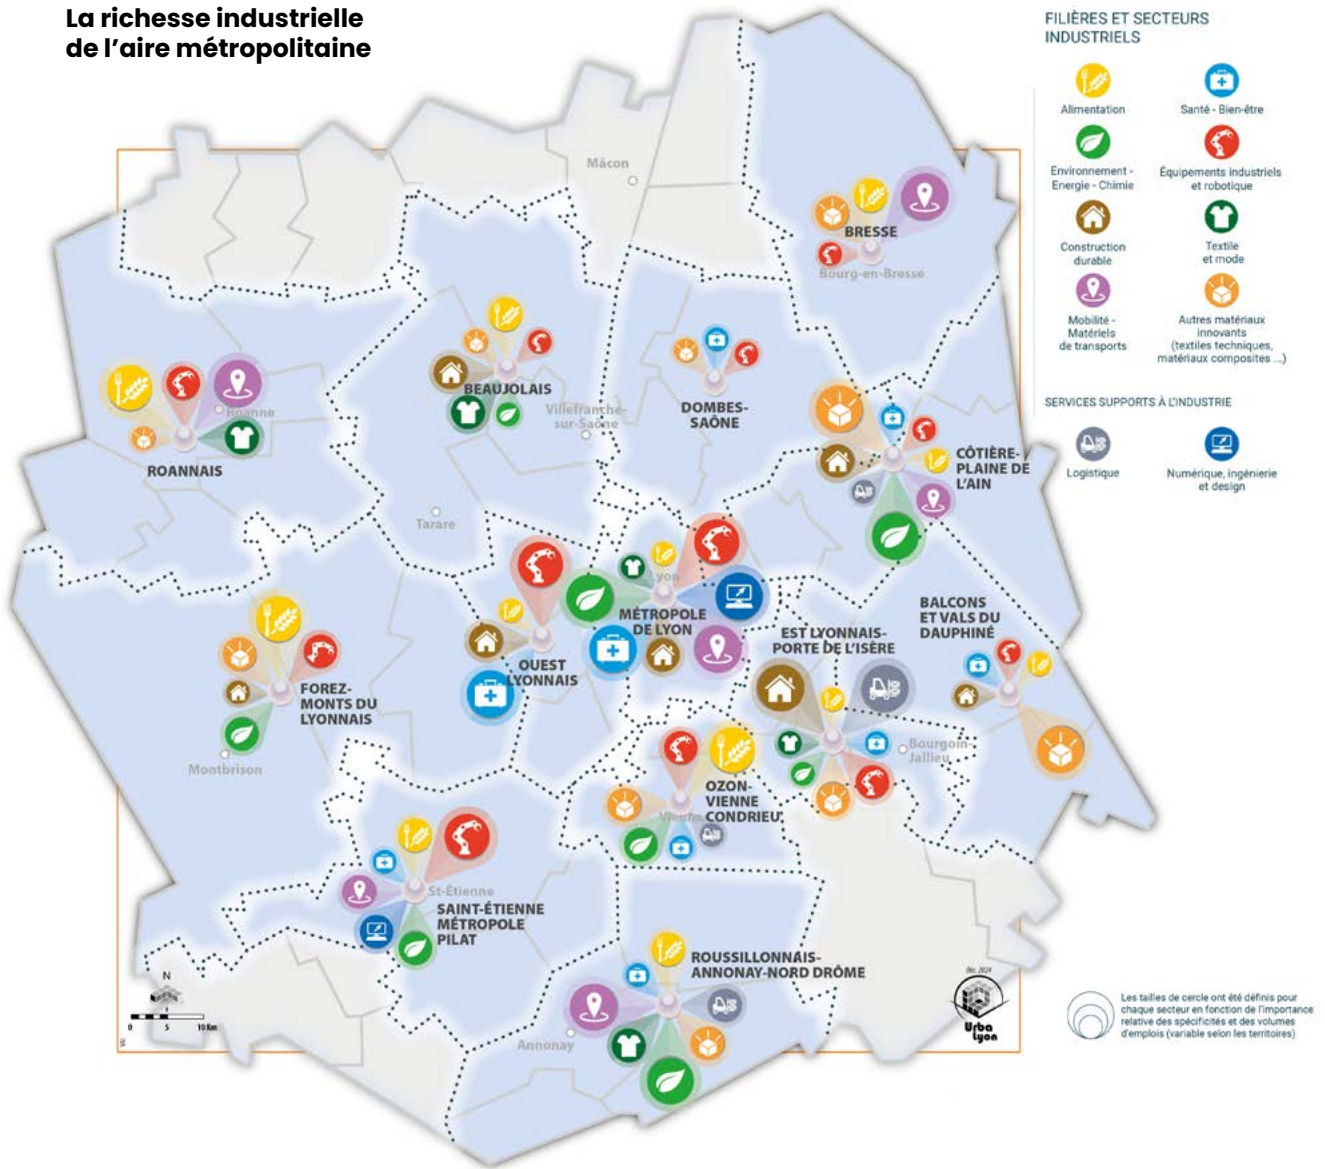 La richesse industrielle
de l'aire métropolitaine
FILIÈRES ET SECTEURS
INDUSTRIELS
Alimentation
Santé - Bien-être
Environnement -
Energie - Chimie
Équipements industriels
et robotique
Construction
durable
Textile
et mode
Mobilité -
Matériels
de transports
Autres matériaux
innovants
(textiles techniques,
matériaux composites ...)
SERVICES SUPPORTS À L'INDUSTRIE
Logistique
Numérique, ingénierie
et design
Mâcon
BRESSE
Bourg-en-Bresse
BEAUJOLAIS
Villefranche-
sur-Saône
DOMBES-
SAÔNE
Roanne
ROANNAIS
CÔTIÈRE-
PLAINE DE
L'AIN
Tarare
Lyon
MÉTROPOLE
DE LYON
BALCONS
ET VALS DU
DAUPHINÉ
EST LYONNAIS-
PORTE DE L'ISÈRE
OUEST
LYONNAIS
FOREZ-
MONTS DU
LYONNAIS
Montbrison
Bourgoin-
Jallieu
OZON-
VIENNE
CONDRIEU
Vienne
St-Étienne
SAINT-ÉTIENNE
MÉTROPOLE
PILAT
ROUSSILLONNAIS-
ANNONAY-NORD DRÔME
Annonay
N
0 5 10 Km
Déc. 2024
Urba
Lyon
Les tailles de cercle ont été définis pour
chaque secteur en fonction de l'importance
relative des spécificités et des volumes
d'emplois (variable selon les territoires)